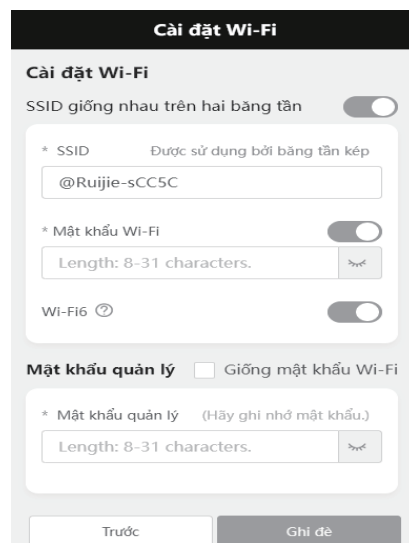 Cài đặt Wi-Fi
Cài đặt Wi-Fi
SSID giống nhau trên hai băng tần
* SSID Được sử dụng bởi băng tần kép
@Ruijie-sCC5C
* Mật khẩu Wi-Fi
Length: 8-31 characters.
Wi-Fi6 ?
Mật khẩu quản lý Giống mật khẩu Wi-Fi
* Mật khẩu quản lý (Hãy ghi nhớ mật khẩu.)
Length: 8-31 characters.
Trước Ghi đè